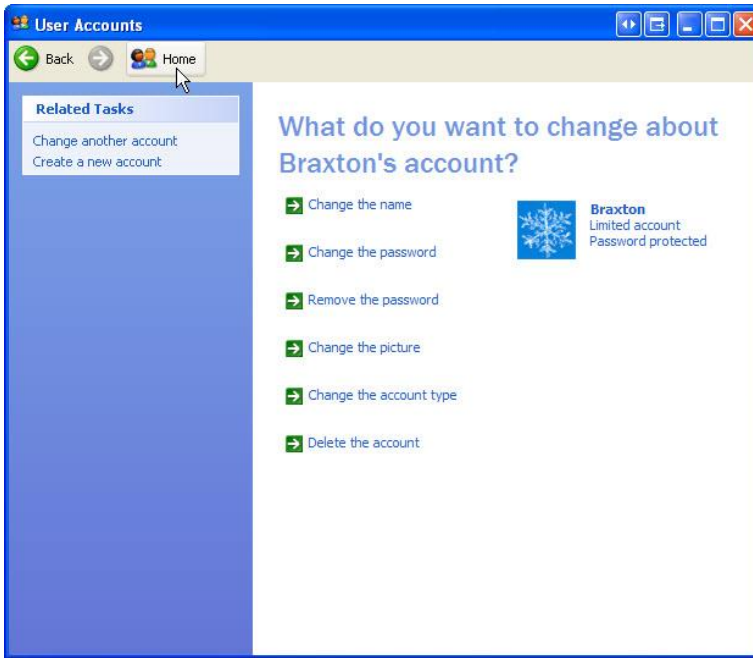 User Accounts
Back
Home
Related Tasks
Change another account
Create a new account
What do you want to change about
Braxton's account?
Change the name
Change the password
Remove the password
Change the picture
Change the account type
Delete the account
Braxton
Limited account
Password protected